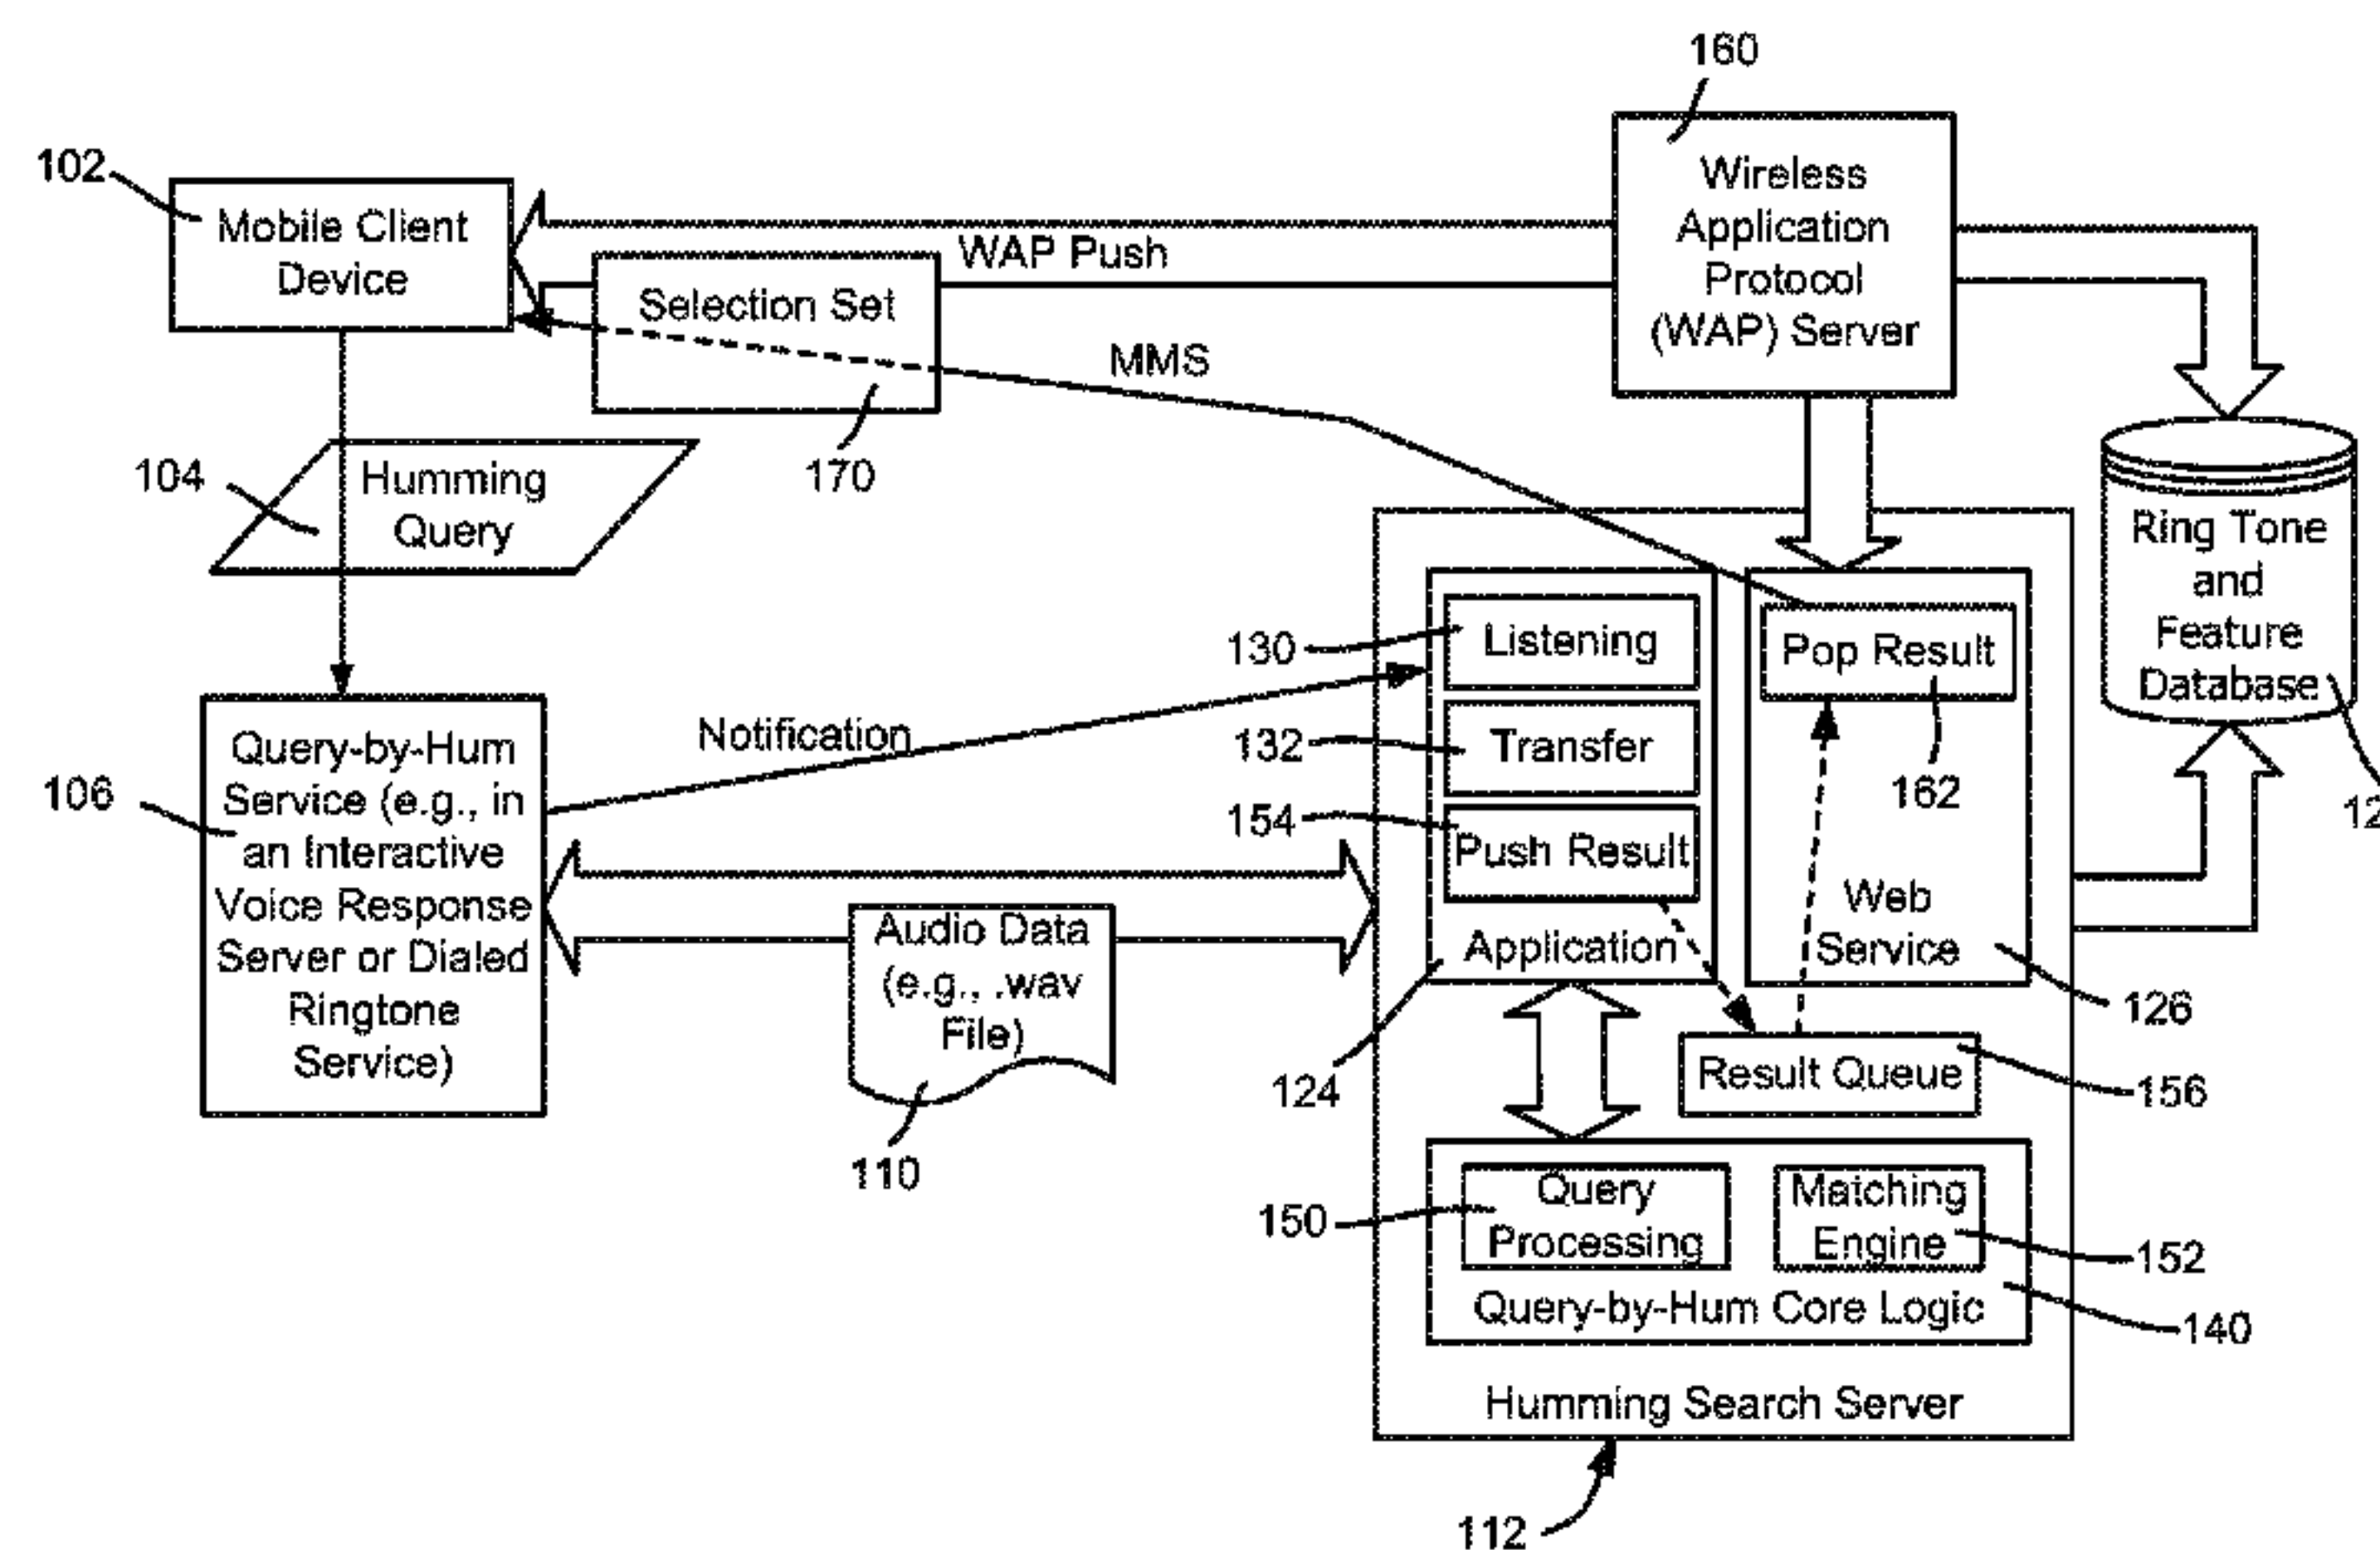 160
102
Mobile Client
Device
WAP Push
Selection Set
MMS
170
Wireless
Application
Protocol
(WAP) Server
104
Humming
Query
Ring Tone
and
Feature
Database
12
106
Query-by-Hum
Service (e.g., in
an Interactive
Voice Response
Server or Dialed
Ringtone
Service)
Notification
Audio Data
(e.g., .wav
File)
110
130
Listening
132
Transfer
154
Push Result
Application
124
Pop Result
162
Web
Service
126
Result Queue
156
150
Query
Processing
Matching
Engine
152
Query-by-Hum Core Logic
140
Humming Search Server
112